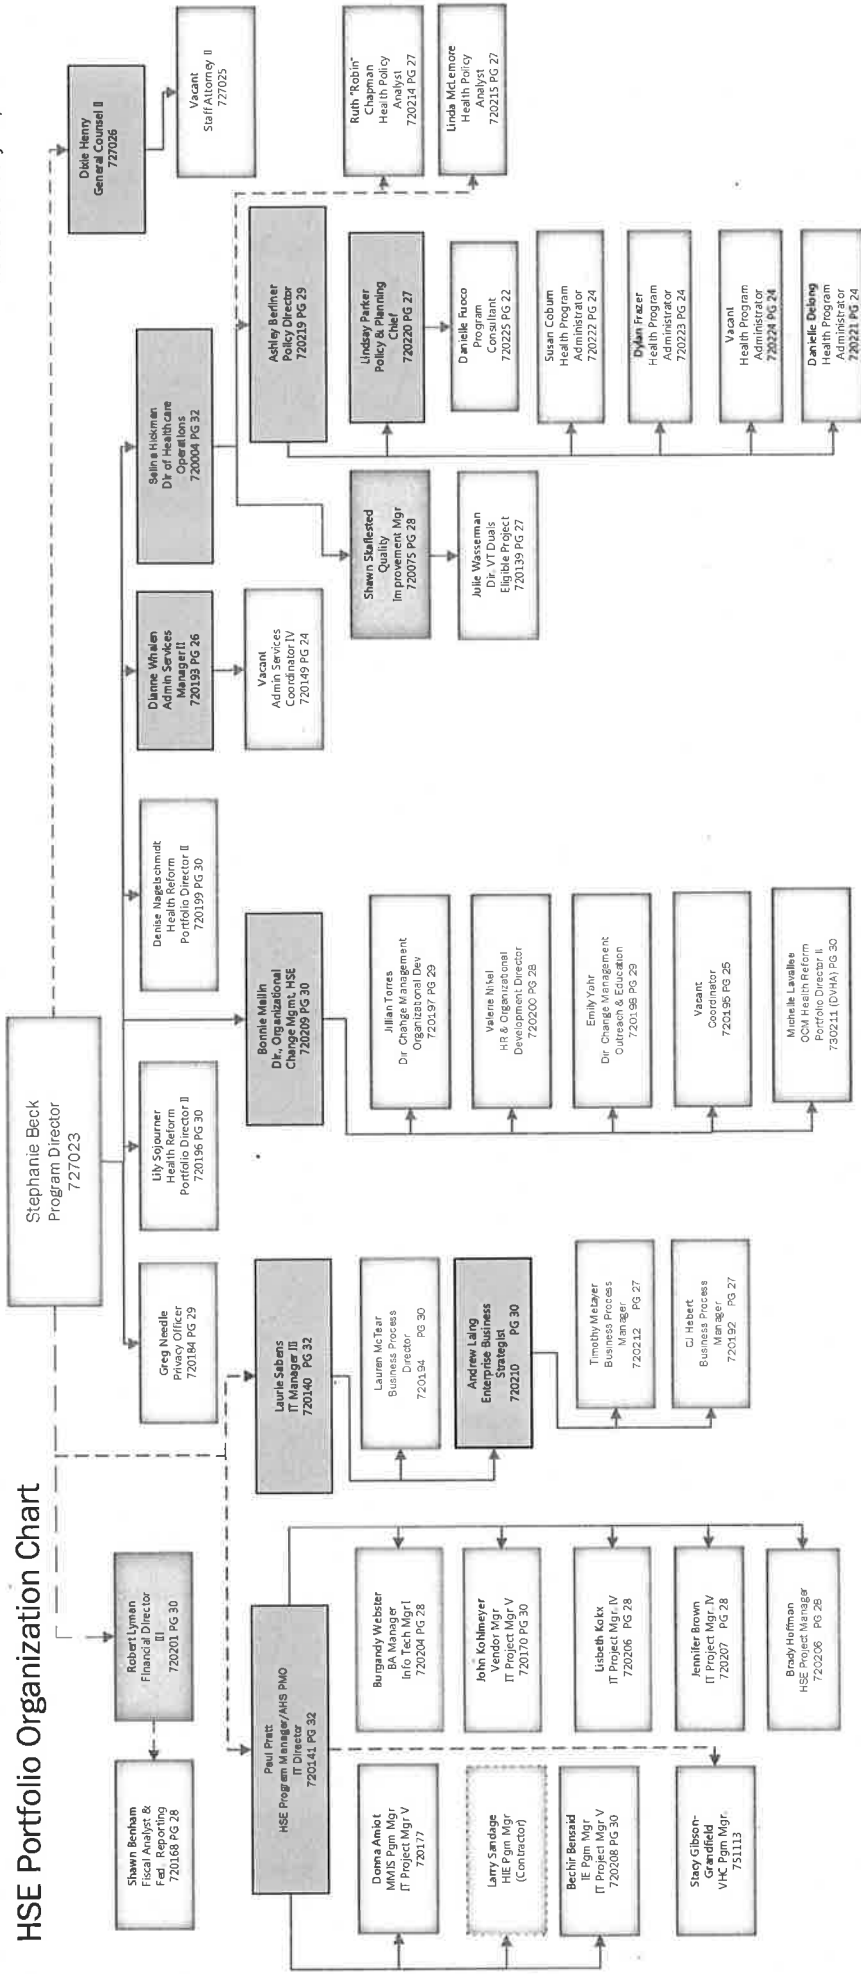 HSE Portfolio Organization Chart
Stephanie Beck
Program Director
727023
Robert Lyman
Financial Director
III
720201 PG 30
Shawn Benham
Fiscal Analyst &
Fed. Reporting
720168 PG 28
Greg Needle
Privacy Officer
720184 PG 29
Lily Sojourner
Health Reform
Portfolio Director II
720196 PG 30
Denise Nagelschmidt
Health Reform
Portfolio Director II
720199 PG 30
Dianne Whalen
Admin Services
Manager II
720193 PG 26
Vacant
Admin Services
Coordinator IV
720149 PG 24
Selina Hickman
Dir of Healthcare
Operations
720004 PG 32
Dixie Henry
General Counsel II
727026
Vacant
Staff Attorney II
727025
Paul Pratt
HSE Program Manager/AHS PMO
IT Director
720141 PG 32
Donna Amiot
MMIS Pgm Mgr
IT Project Mgr V
720177
Larry Sandage
HIE Pgm Mgr
(Contractor)
Bechir Bensaid
IE Pgm Mgr
IT Project Mgr V
720208 PG 30
Stacy Gibson-
Grandfield
VHC Pgm Mgr.
751113
Burgandy Webster
BA Manager
Info Tech Mgr I
720204 PG 28
John Kohlmeyer
Vendor Mgr
IT Project Mgr V
720170 PG 30
Lisbeth Kokx
IT Project Mgr. IV
720206 PG 28
Jennifer Brown
IT Project Mgr. IV
720207 PG 28
Brady Hoffman
HSE Project Manager
720206 PG 28
Laurie Sabens
IT Manager III
720140 PG 32
Lauren McTear
Business Process
Director
720194 PG 30
Andrew Laing
Enterprise Business
Strategist
720210 PG 30
Timothy Metayer
Business Process
Manager
720212 PG 27
CJ Hebert
Business Process
Manager
720192 PG 27
Bonnie Mailin
Dir., Organizational
Change Mgmt, HSE
720209 PG 30
Jillian Torres
Dir Change Management
Organizational Dev
720197 PG 29
Valerie Nikel
HR & Organizational
Development Director
720200 PG 28
Emily Yahr
Dir Change Management
Outreach & Education
720198 PG 29
Vacant
Coordinator
720195 PG 25
Michelle Lavallee
OCM Health Reform
Portfolio Director II
730211 (DVHA) PG 30
Shawn Skaflestad
Quality
Improvement Mgr
720075 PG 28
Julie Wasserman
Dir. VT Duals
Eligible Project
720139 PG 27
Ashley Berliner
Policy Director
720219 PG 29
Lindsay Parker
Policy & Planning
Chief
720220 PG 27
Danielle Fuoco
Program
Consultant
720225 PG 22
Susan Coburn
Health Program
Administrator
720222 PG 24
Dylan Frazer
Health Program
Administrator
720223 PG 24
Vacant
Health Program
Administrator
720224 PG 24
Danielle Delong
Health Program
Administrator
720221 PG 24
Ruth "Robin"
Chapman
Health Policy
Analyst
720214 PG 27
Linda McLemore
Health Policy
Analyst
720215 PG 27